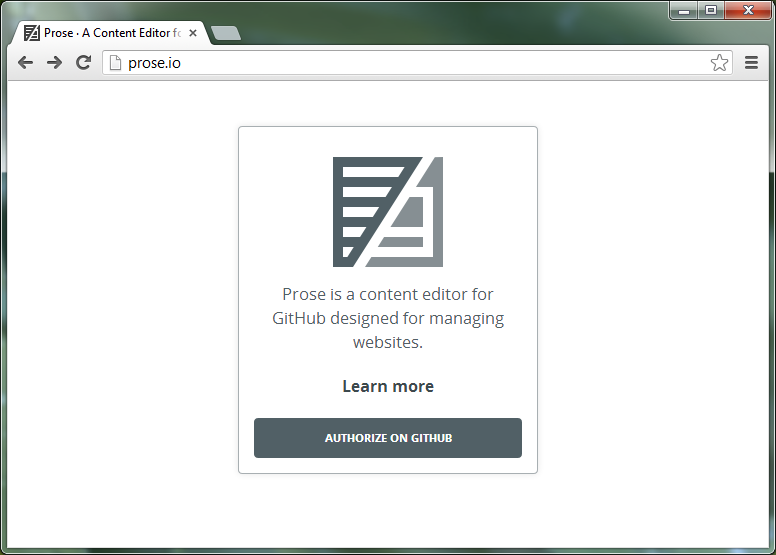 Prose · A Content Editor fo
prose.io
Prose is a content editor for
GitHub designed for managing
websites.
Learn more
AUTHORIZE ON GITHUB